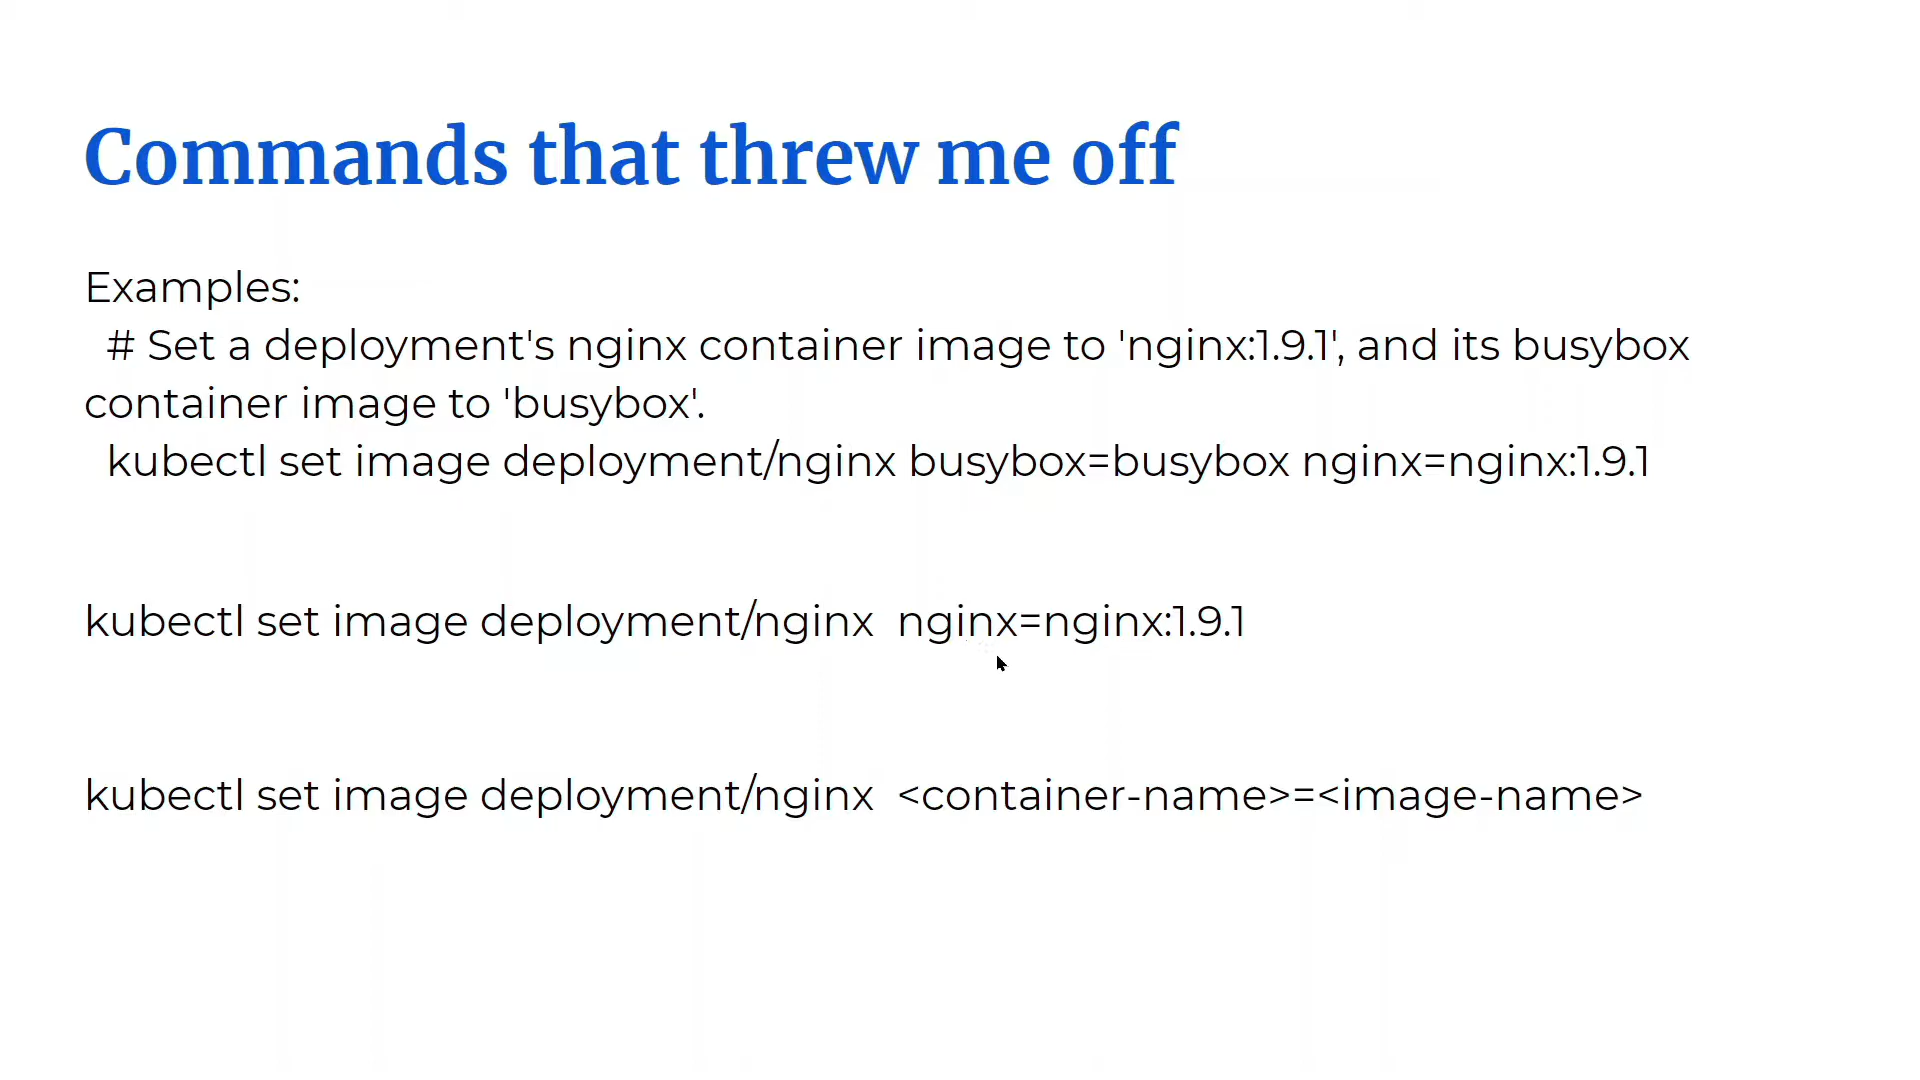 Commands that threw me off
Examples:
# Set a deployment's nginx container image to 'nginx:1.9.1', and its busybox
container image to 'busybox'.
kubectl set image deployment/nginx busybox=busybox nginx=nginx:1.9.1
kubectl set image deployment/nginx  nginx=nginx:1.9.1
kubectl set image deployment/nginx  <container-name>=<image-name>